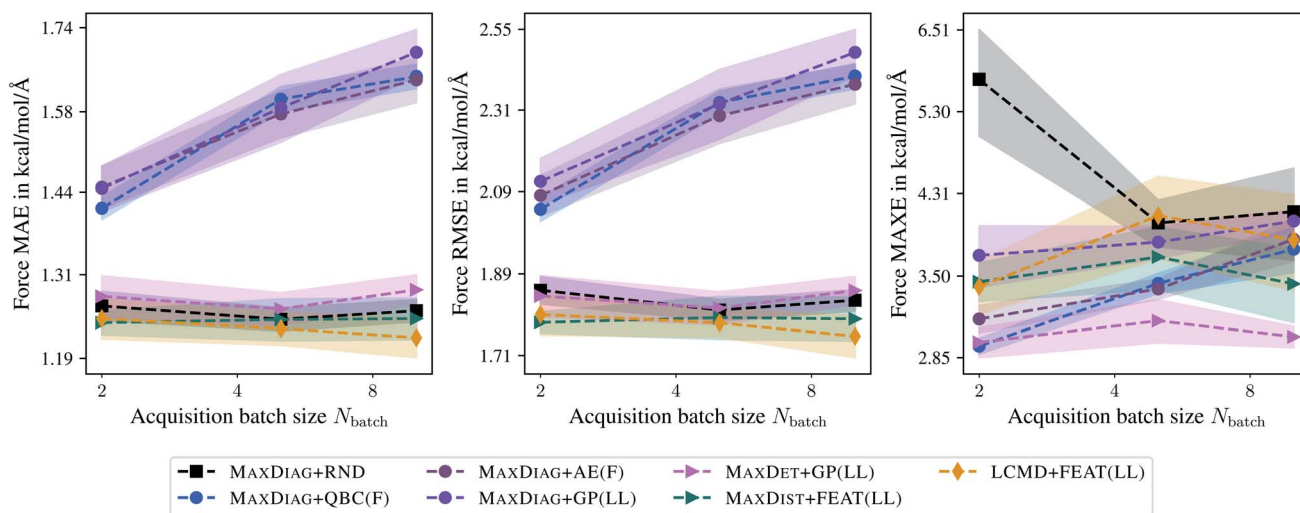 Force MAE in kcal/mol/Å
1.74
1.58
1.44
1.31
1.19
2
4
8
Acquisition batch size N_batch
Force RMSE in kcal/mol/Å
2.55
2.31
2.09
1.89
1.71
2
4
8
Acquisition batch size N_batch
Force MAXE in kcal/mol/Å
6.51
5.30
4.31
3.50
2.85
2
4
8
Acquisition batch size N_batch
MAXDIAG+RND
MAXDIAG+QBC(F)
MAXDIAG+AE(F)
MAXDIAG+GP(LL)
MAXDET+GP(LL)
MAXDIST+FEAT(LL)
LCMD+FEAT(LL)